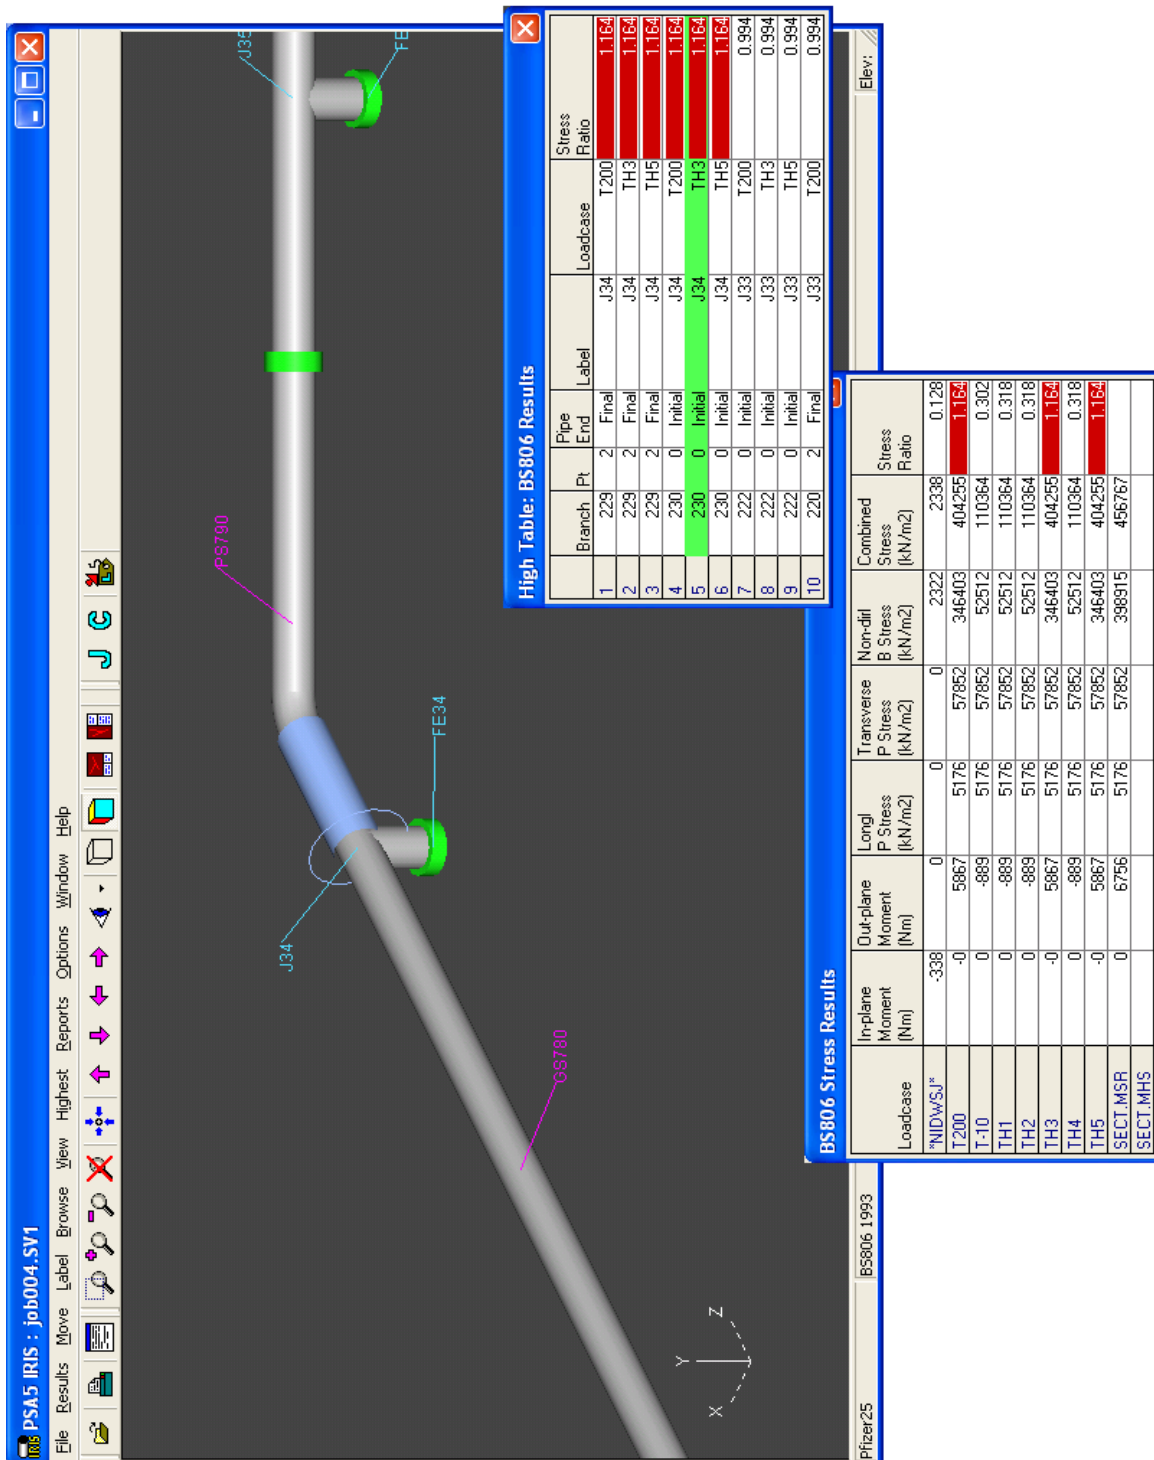 PSA5 IRIS : job004.SV1
File Results Move Label Browse View Highest Reports Options Window Help
J C
J35
FE
PS790
J34
FE34
GS780
Y
X Z
Pfizer25 BS806 1993 Elev:
High Table: BS806 Results
Branch Pt Pipe End Label Loadcase Stress Ratio
1 229 2 Final J34 T200 1.164
2 229 2 Final J34 TH3 1.164
3 229 2 Final J34 TH5 1.164
4 230 0 Initial J34 T200 1.164
5 230 0 Initial J34 TH3 1.164
6 230 0 Initial J34 TH5 1.164
7 222 0 Initial J33 T200 0.994
8 222 0 Initial J33 TH3 0.994
9 222 0 Initial J33 TH5 0.994
10 220 2 Final J33 T200 0.994
BS806 Stress Results
Loadcase In-plane Moment (Nm) Out-plane Moment (Nm) Longl P Stress (kN/m2) Transverse P Stress (kN/m2) Non-dirl B Stress (kN/m2) Combined Stress (kN/m2) Stress Ratio
*NIDWSJ* -338 0 0 0 2322 2338 0.128
T200 -0 5867 5176 57852 346403 404255 1.164
T-10 0 -889 5176 57852 52512 110364 0.302
TH1 0 -889 5176 57852 52512 110364 0.318
TH2 0 -889 5176 57852 52512 110364 0.318
TH3 -0 5867 5176 57852 346403 404255 1.164
TH4 0 -889 5176 57852 52512 110364 0.318
TH5 -0 5867 5176 57852 346403 404255 1.164
SECT.MSR 0 6756 5176 57852 398915 456767
SECT.MHS